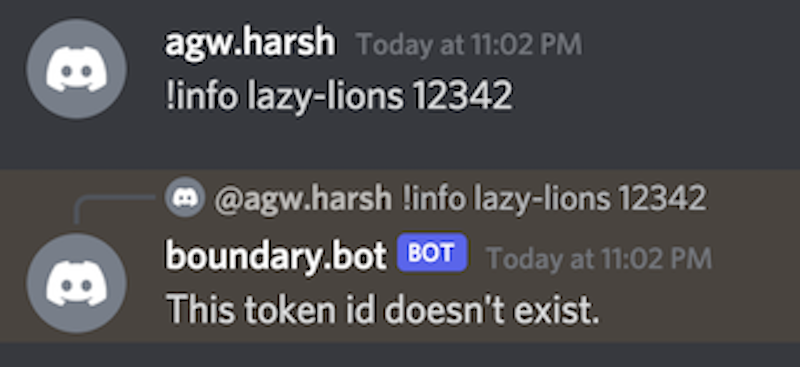 agw.harsh Today at 11:02 PM
!info lazy-lions 12342
@agw.harsh !info lazy-lions 12342
boundary.bot BOT Today at 11:02 PM
This token id doesn't exist.